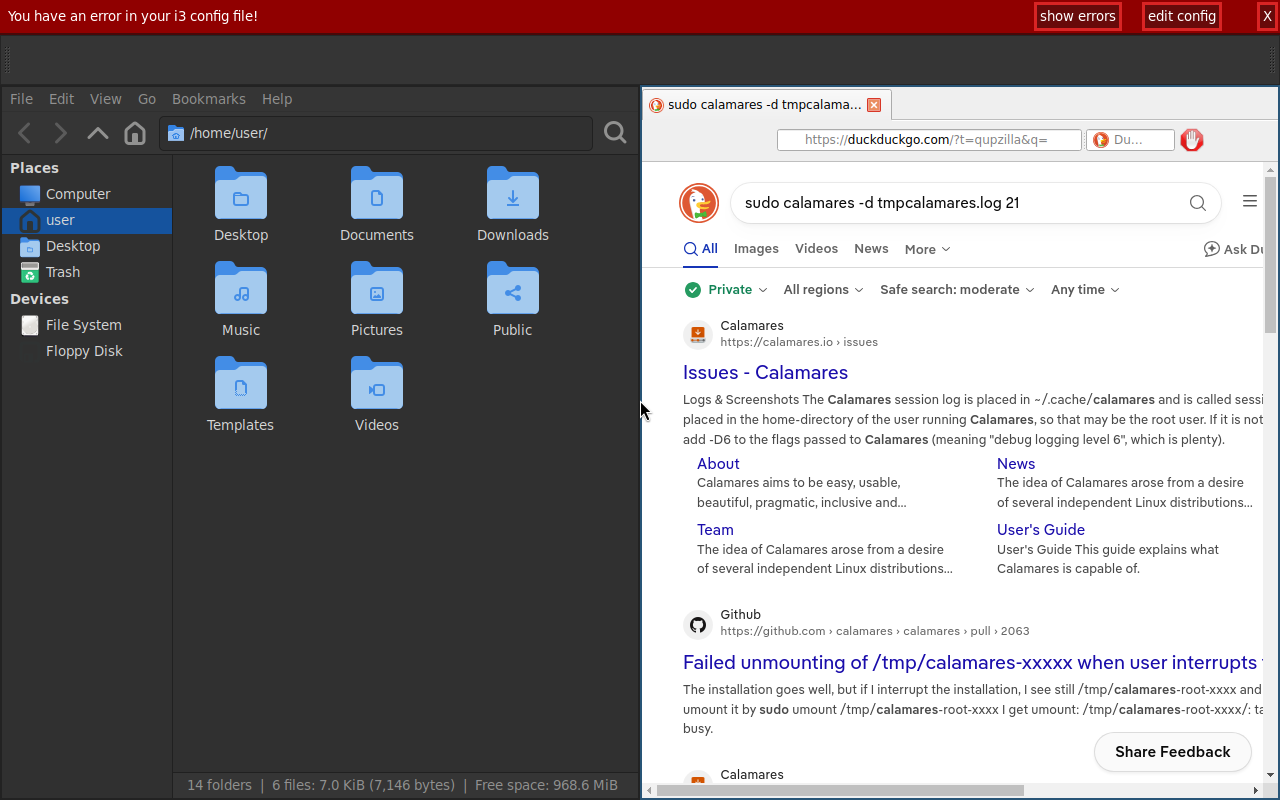 You have an error in your i3 config file!
show errors
edit config
X
File Edit View Go Bookmarks Help
/home/user/
Places
Computer
user
Desktop
Trash
Devices
File System
Floppy Disk
Desktop Documents Downloads
Music Pictures Public
Templates Videos
14 folders | 6 files: 7.0 KiB (7,146 bytes) | Free space: 968.6 MiB
sudo calamares -d tmpcalama...
https://duckduckgo.com/?t=qupzilla&q=
Du...
sudo calamares -d tmpcalamares.log 21
All Images Videos News More Ask Du
Private All regions Safe search: moderate Any time
Calamares
https://calamares.io › issues
Issues - Calamares
Logs & Screenshots The Calamares session log is placed in ~/.cache/calamares and is called sessi
placed in the home-directory of the user running Calamares, so that may be the root user. If it is not
add -D6 to the flags passed to Calamares (meaning "debug logging level 6", which is plenty).
About
Calamares aims to be easy, usable,
beautiful, pragmatic, inclusive and...
News
The idea of Calamares arose from a desire
of several independent Linux distributions...
Team
The idea of Calamares arose from a desire
of several independent Linux distributions...
User's Guide
User's Guide This guide explains what
Calamares is capable of.
Github
https://github.com › calamares › calamares › pull › 2063
Failed unmounting of /tmp/calamares-xxxxx when user interrupts
The installation goes well, but if I interrupt the installation, I see still /tmp/calamares-root-xxxx and
umount it by sudo umount /tmp/calamares-root-xxxx I get umount: /tmp/calamares-root-xxxx/: ta
busy.
Share Feedback
Calamares